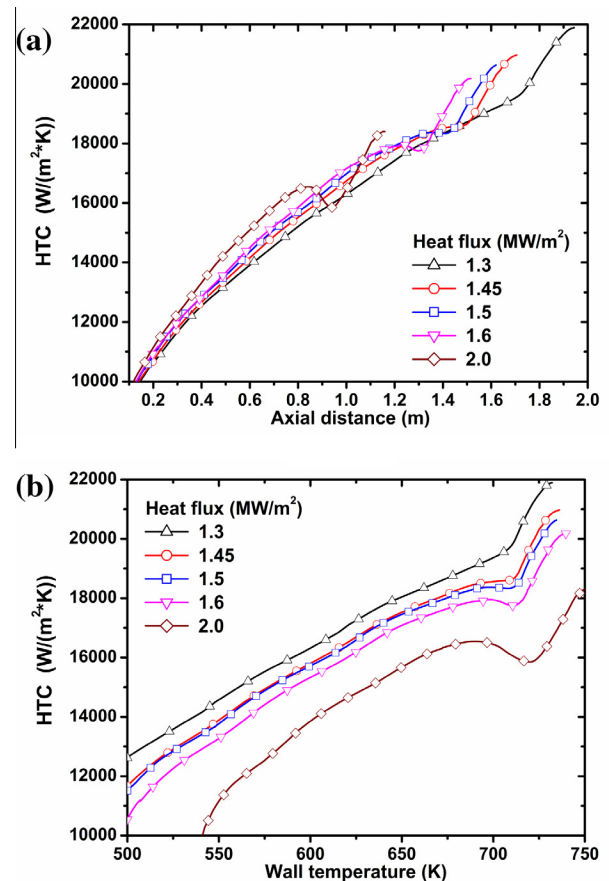 (a)
22000
20000
18000
16000
14000
12000
10000
HTC (W/(m²*K))
Heat flux (MW/m²)
1.3
1.45
1.5
1.6
2.0
0.2 0.4 0.6 0.8 1.0 1.2 1.4 1.6 1.8 2.0
Axial distance (m)
(b)
22000
20000
18000
16000
14000
12000
10000
HTC (W/(m²*K))
Heat flux (MW/m²)
1.3
1.45
1.5
1.6
2.0
500 550 600 650 700 750
Wall temperature (K)